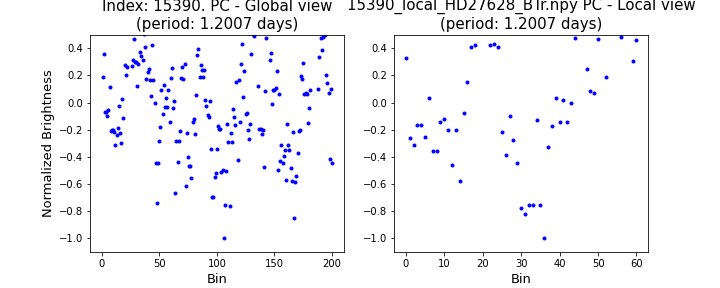 Index: 15390. PC - Global view
(period: 1.2007 days)
15390_local_HD27628_BTr.npy PC - Local view
(period: 1.2007 days)
Normalized Brightness
0.4
0.2
0.0
−0.2
−0.4
−0.6
−0.8
−1.0
0 50 100 150 200
Bin
0.4
0.2
0.0
−0.2
−0.4
−0.6
−0.8
−1.0
0 10 20 30 40 50 60
Bin